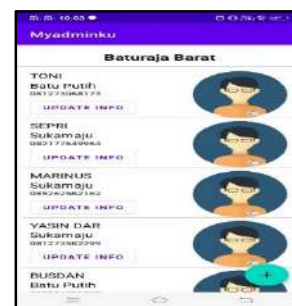 Myadminku
Baturaja Barat
TONI
Batu Putih
UPDATE INFO
SEPRI
Sukamaju
UPDATE INFO
MARINUS
Sukamaju
UPDATE INFO
YASIN DAR
Sukamaju
UPDATE INFO
BUSDAN
Batu Putih